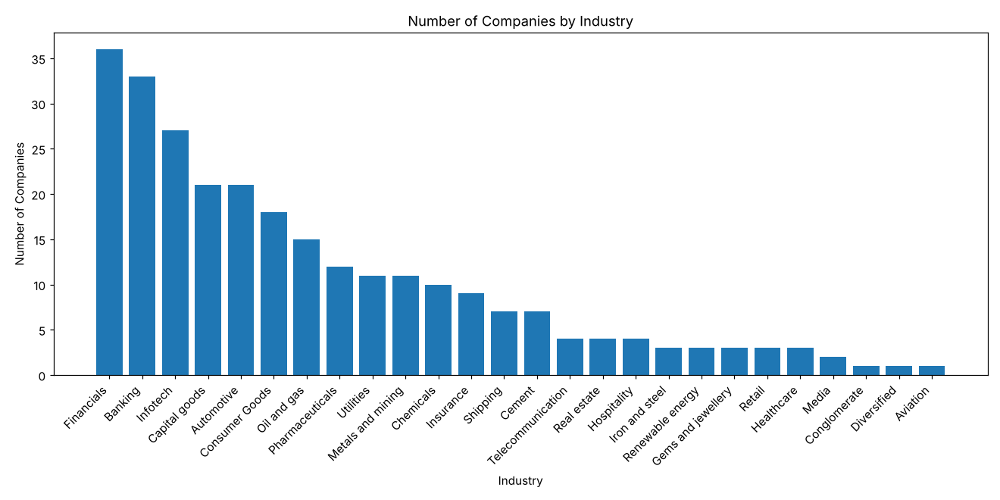 Number of Companies by Industry
Number of Companies
35
30
25
20
15
10
5
0
Financials
Banking
Infotech
Capital goods
Automotive
Consumer Goods
Oil and gas
Pharmaceuticals
Utilities
Metals and mining
Chemicals
Insurance
Shipping
Cement
Telecommunication
Real estate
Hospitality
Iron and steel
Renewable energy
Gems and jewellery
Retail
Healthcare
Media
Conglomerate
Diversified
Aviation
Industry